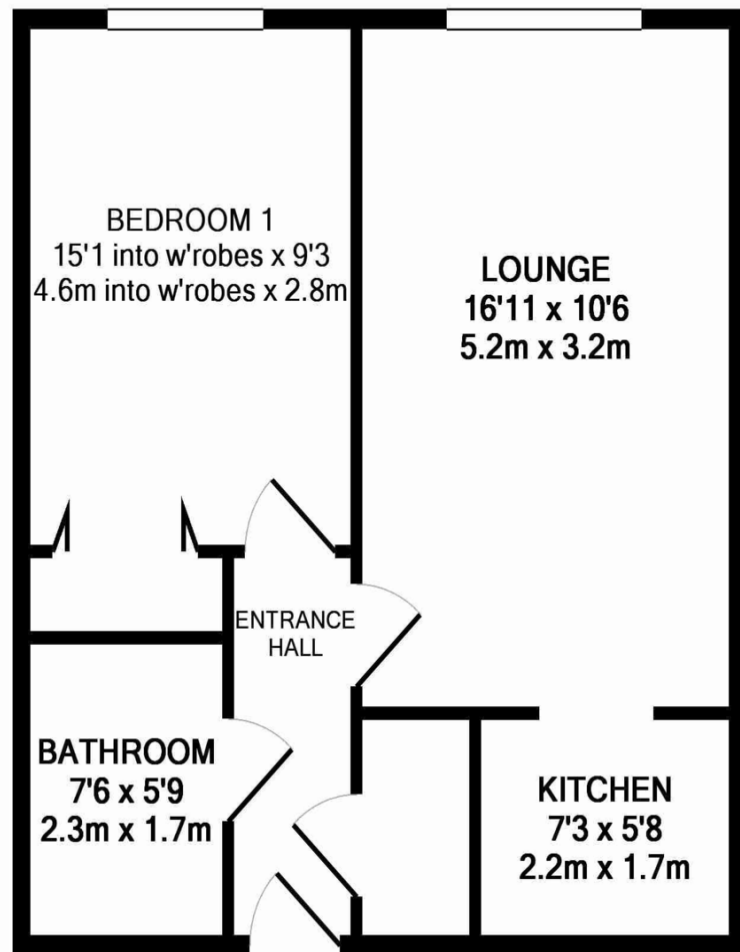 BEDROOM 1
15'1 into w'robes x 9'3
4.6m into w'robes x 2.8m
LOUNGE
16'11 x 10'6
5.2m x 3.2m
ENTRANCE
HALL
BATHROOM
7'6 x 5'9
2.3m x 1.7m
KITCHEN
7'3 x 5'8
2.2m x 1.7m